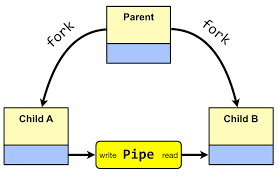 Parent
fork
fork
Child A
Child B
write Pipe read